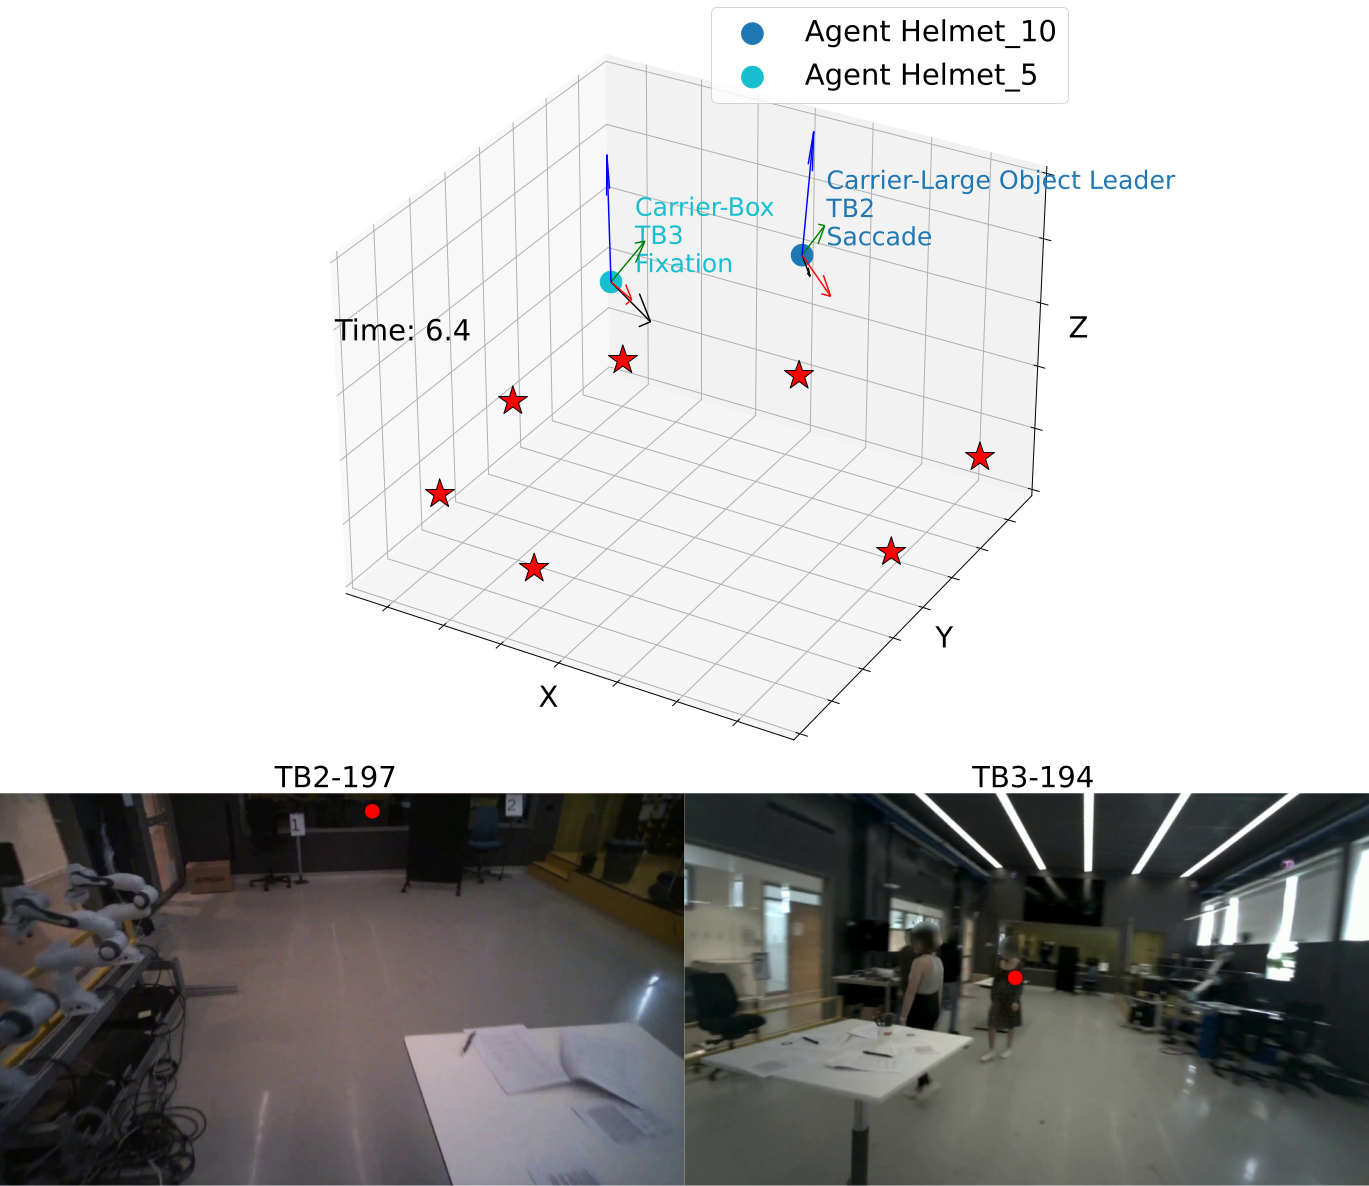 Agent Helmet_10
Agent Helmet_5
Carrier-Large Object Leader
TB2
Saccade
Carrier-Box
TB3
Fixation
Time: 6.4
Z
Y
X
TB2-197
TB3-194
1
2